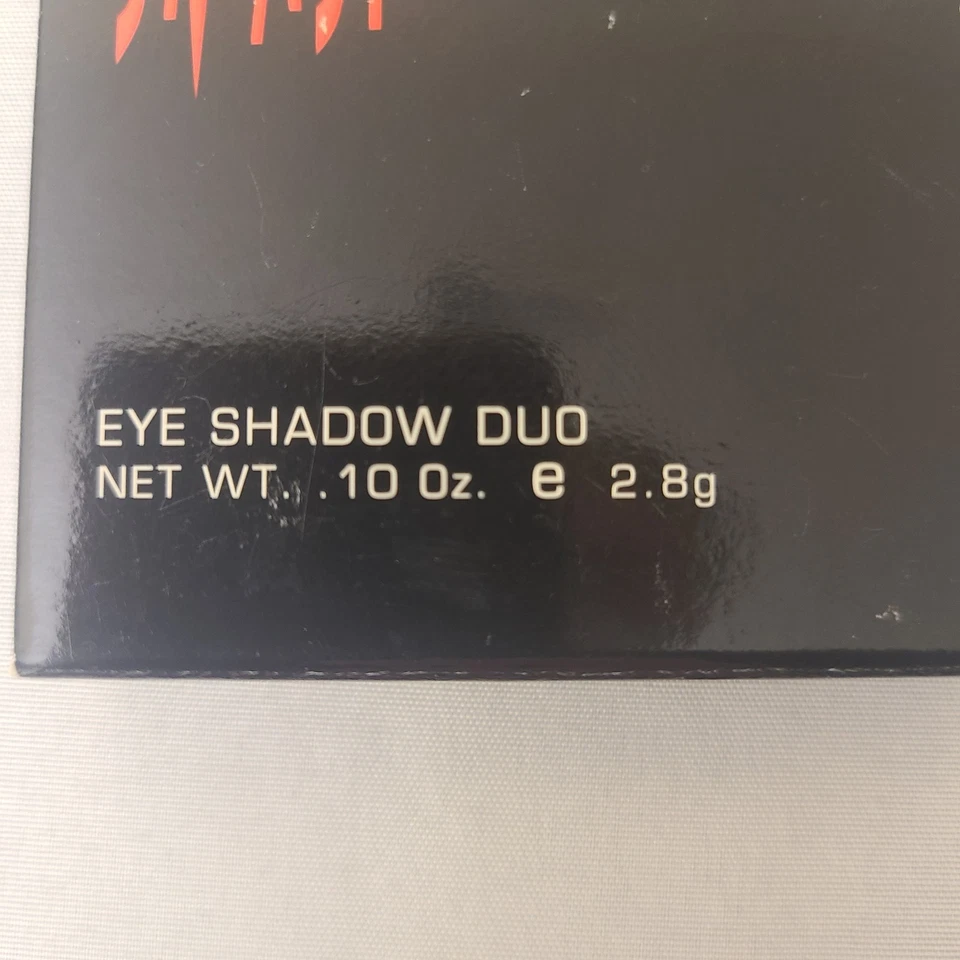 EYE SHADOW DUO
NET WT. .10 Oz. e 2.8g